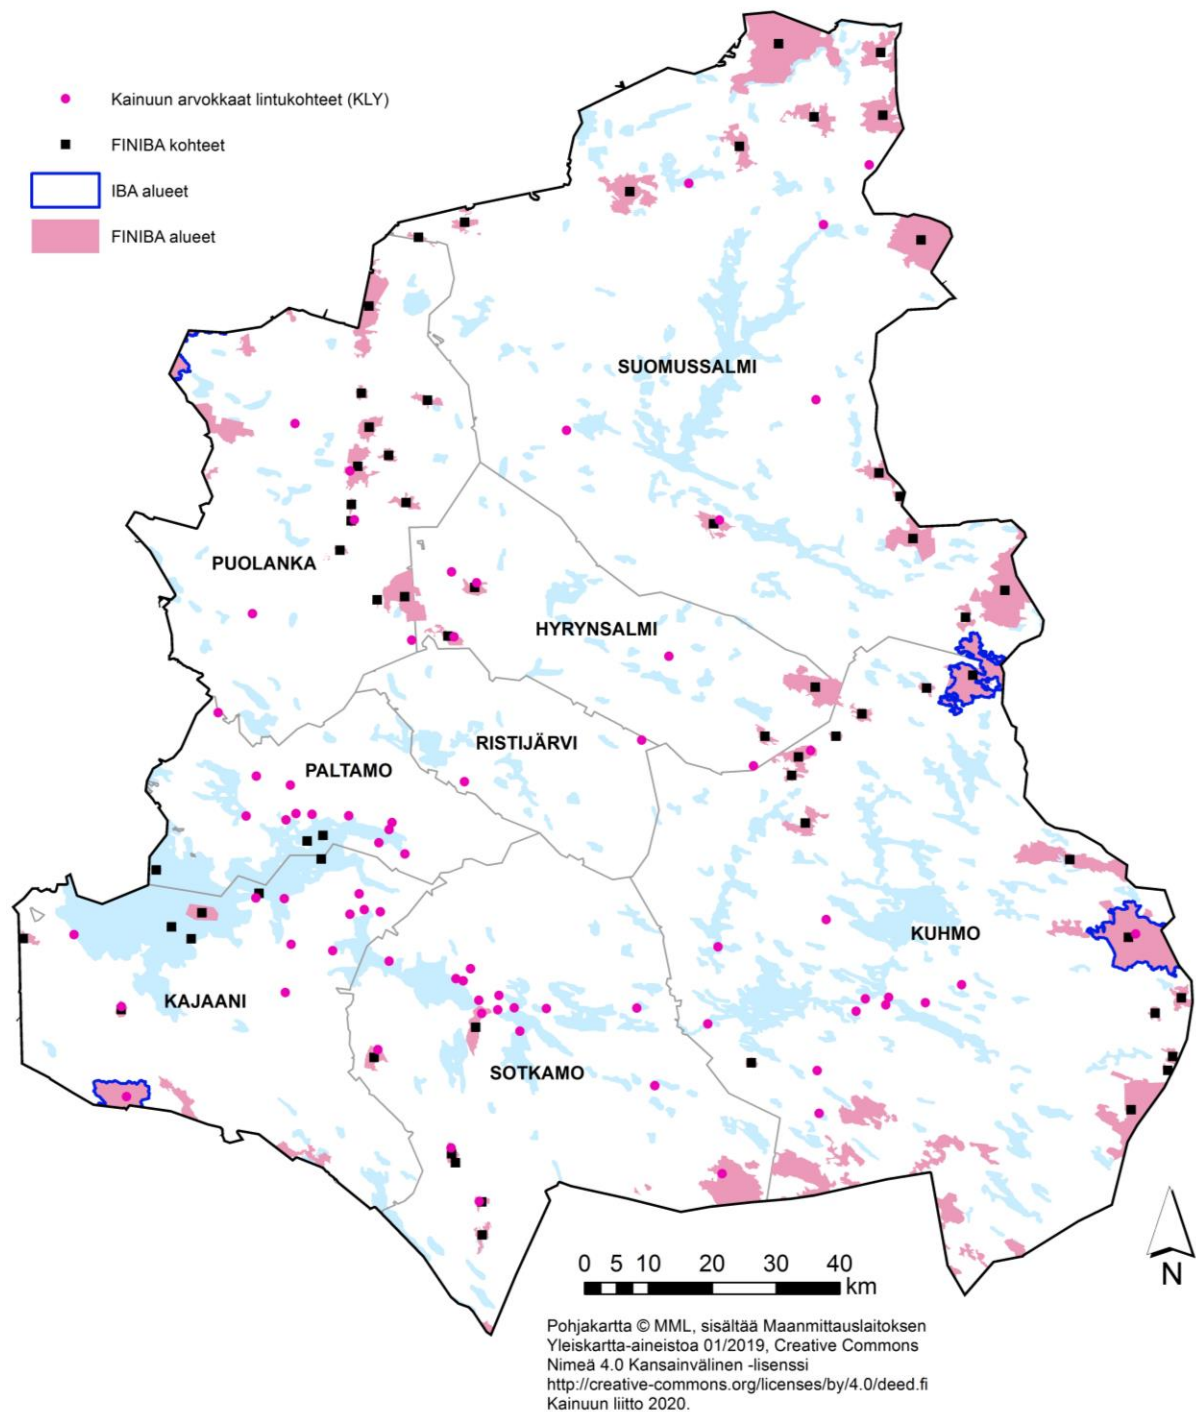 Kainuun arvokkaat lintukohteet (KLY)
FINIBA kohteet
IBA alueet
FINIBA alueet
SUOMUSSALMI
PUOLANKA
HYRYNSALMI
RISTIJÄRVI
PALTAMO
KUHMO
KAJAANI
SOTKAMO
0 5 10 20 30 40
km
N
Pohjakartta © MML, sisältää Maanmittauslaitoksen
Yleiskartta-aineistoa 01/2019, Creative Commons
Nimeä 4.0 Kansainvälinen -lisenssi
http://creative-commons.org/licenses/by/4.0/deed.fi
Kainuun liitto 2020.